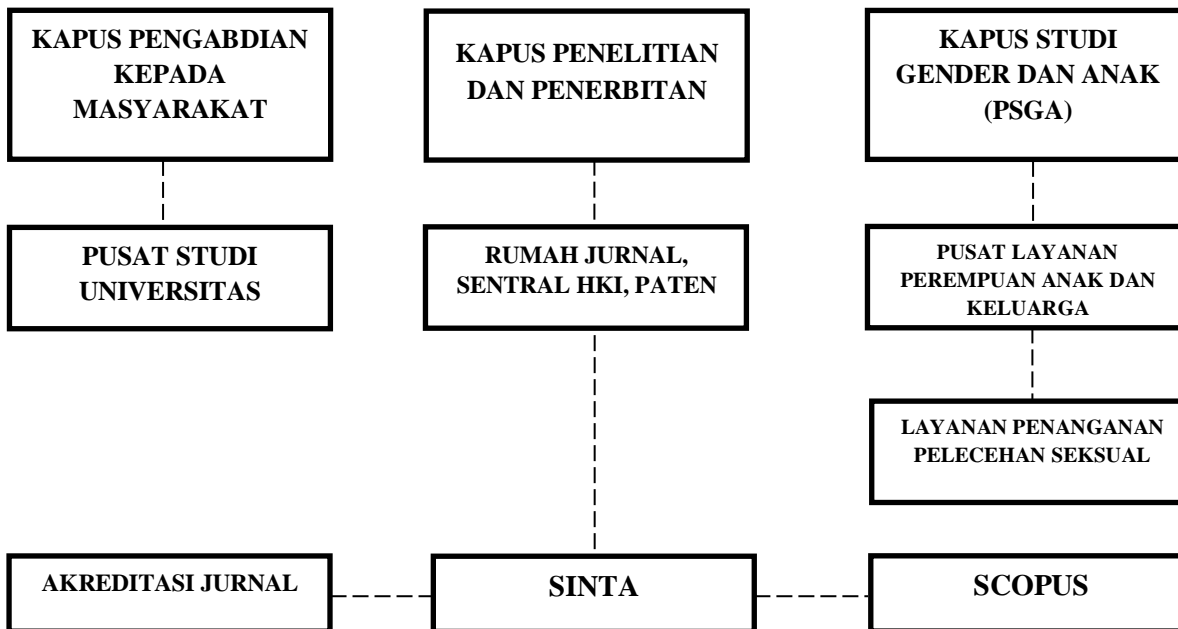 KAPUS PENGABDIAN
KEPADA
MASYARAKAT
KAPUS PENELITIAN
DAN PENERBITAN
KAPUS STUDI
GENDER DAN ANAK
(PSGA)
PUSAT STUDI
UNIVERSITAS
RUMAH JURNAL,
SENTRAL HKI, PATEN
PUSAT LAYANAN
PEREMPUAN ANAK DAN
KELUARGA
LAYANAN PENANGANAN
PELECEHAN SEKSUAL
AKREDITASI JURNAL
SINTA
SCOPUS